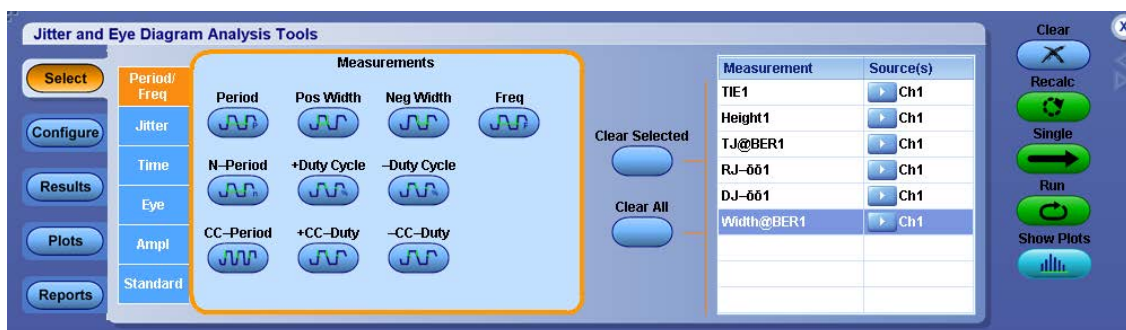 Jitter and Eye Diagram Analysis Tools
Select
Configure
Results
Plots
Reports
Period/
Freq
Jitter
Time
Eye
Ampl
Standard
Measurements
Period Pos Width Neg Width Freq
N–Period +Duty Cycle –Duty Cycle
CC–Period +CC–Duty –CC–Duty
Clear Selected
Clear All
Measurement Source(s)
TIE1 Ch1
Height1 Ch1
TJ@BER1 Ch1
RJ–δδ1 Ch1
DJ–δδ1 Ch1
Width@BER1 Ch1
Clear
X
Recalc
Single
Run
Show Plots